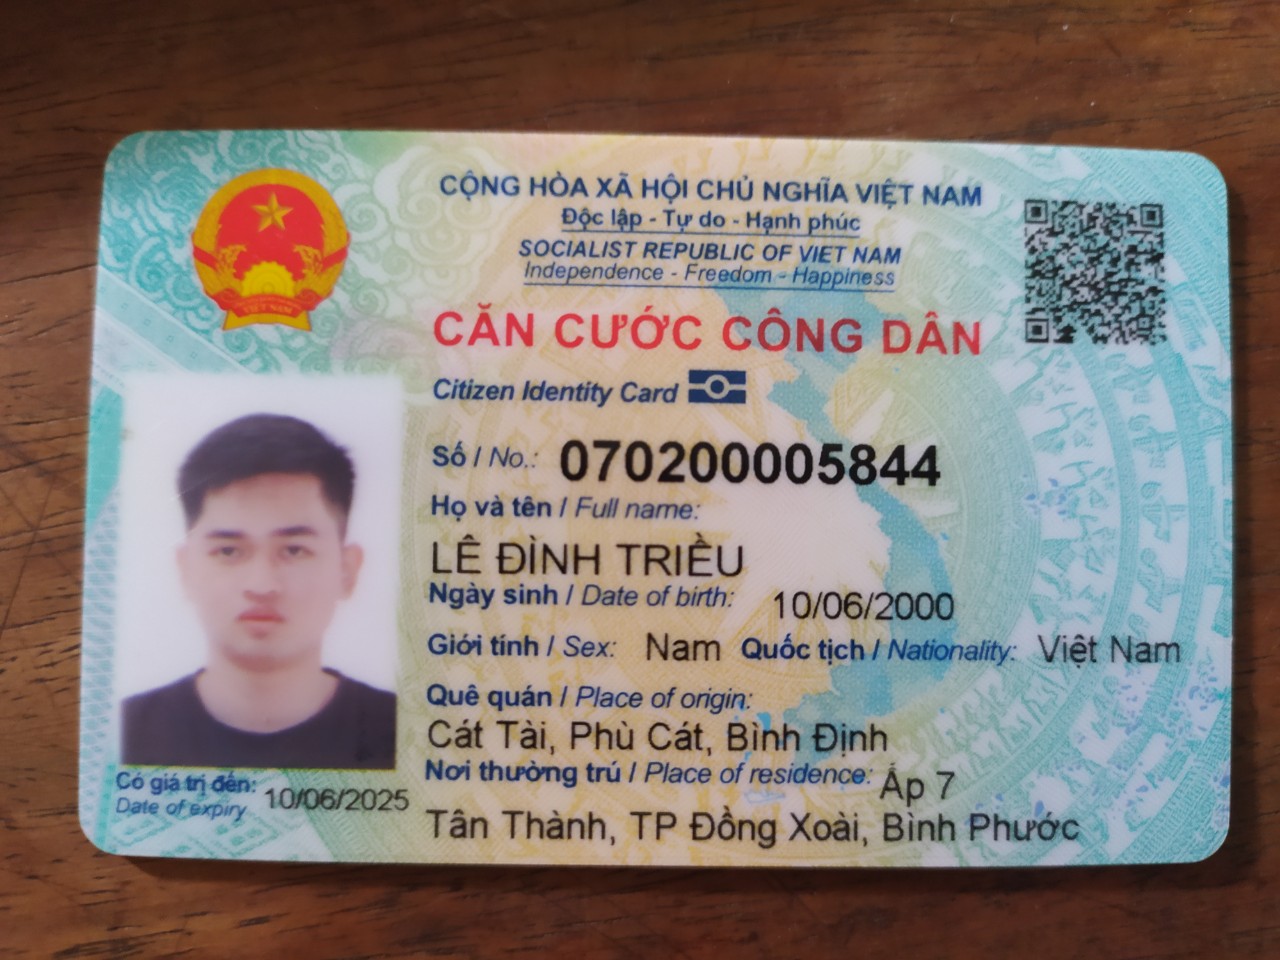 CỘNG HÒA XÃ HỘI CHỦ NGHĨA VIỆT NAM
Độc lập - Tự do - Hạnh phúc
SOCIALIST REPUBLIC OF VIET NAM
Independence - Freedom - Happiness
CĂN CƯỚC CÔNG DÂN
Citizen Identity Card
Số / No.: 070200005844
Họ và tên / Full name:
LÊ ĐÌNH TRIỀU
Ngày sinh / Date of birth: 10/06/2000
Giới tính / Sex: Nam Quốc tịch / Nationality: Việt Nam
Quê quán / Place of origin:
Cát Tài, Phù Cát, Bình Định
Nơi thường trú / Place of residence: Ấp 7
Tân Thành, TP Đồng Xoài, Bình Phước
Có giá trị đến: 10/06/2025
Date of expiry
VIỆT NAM